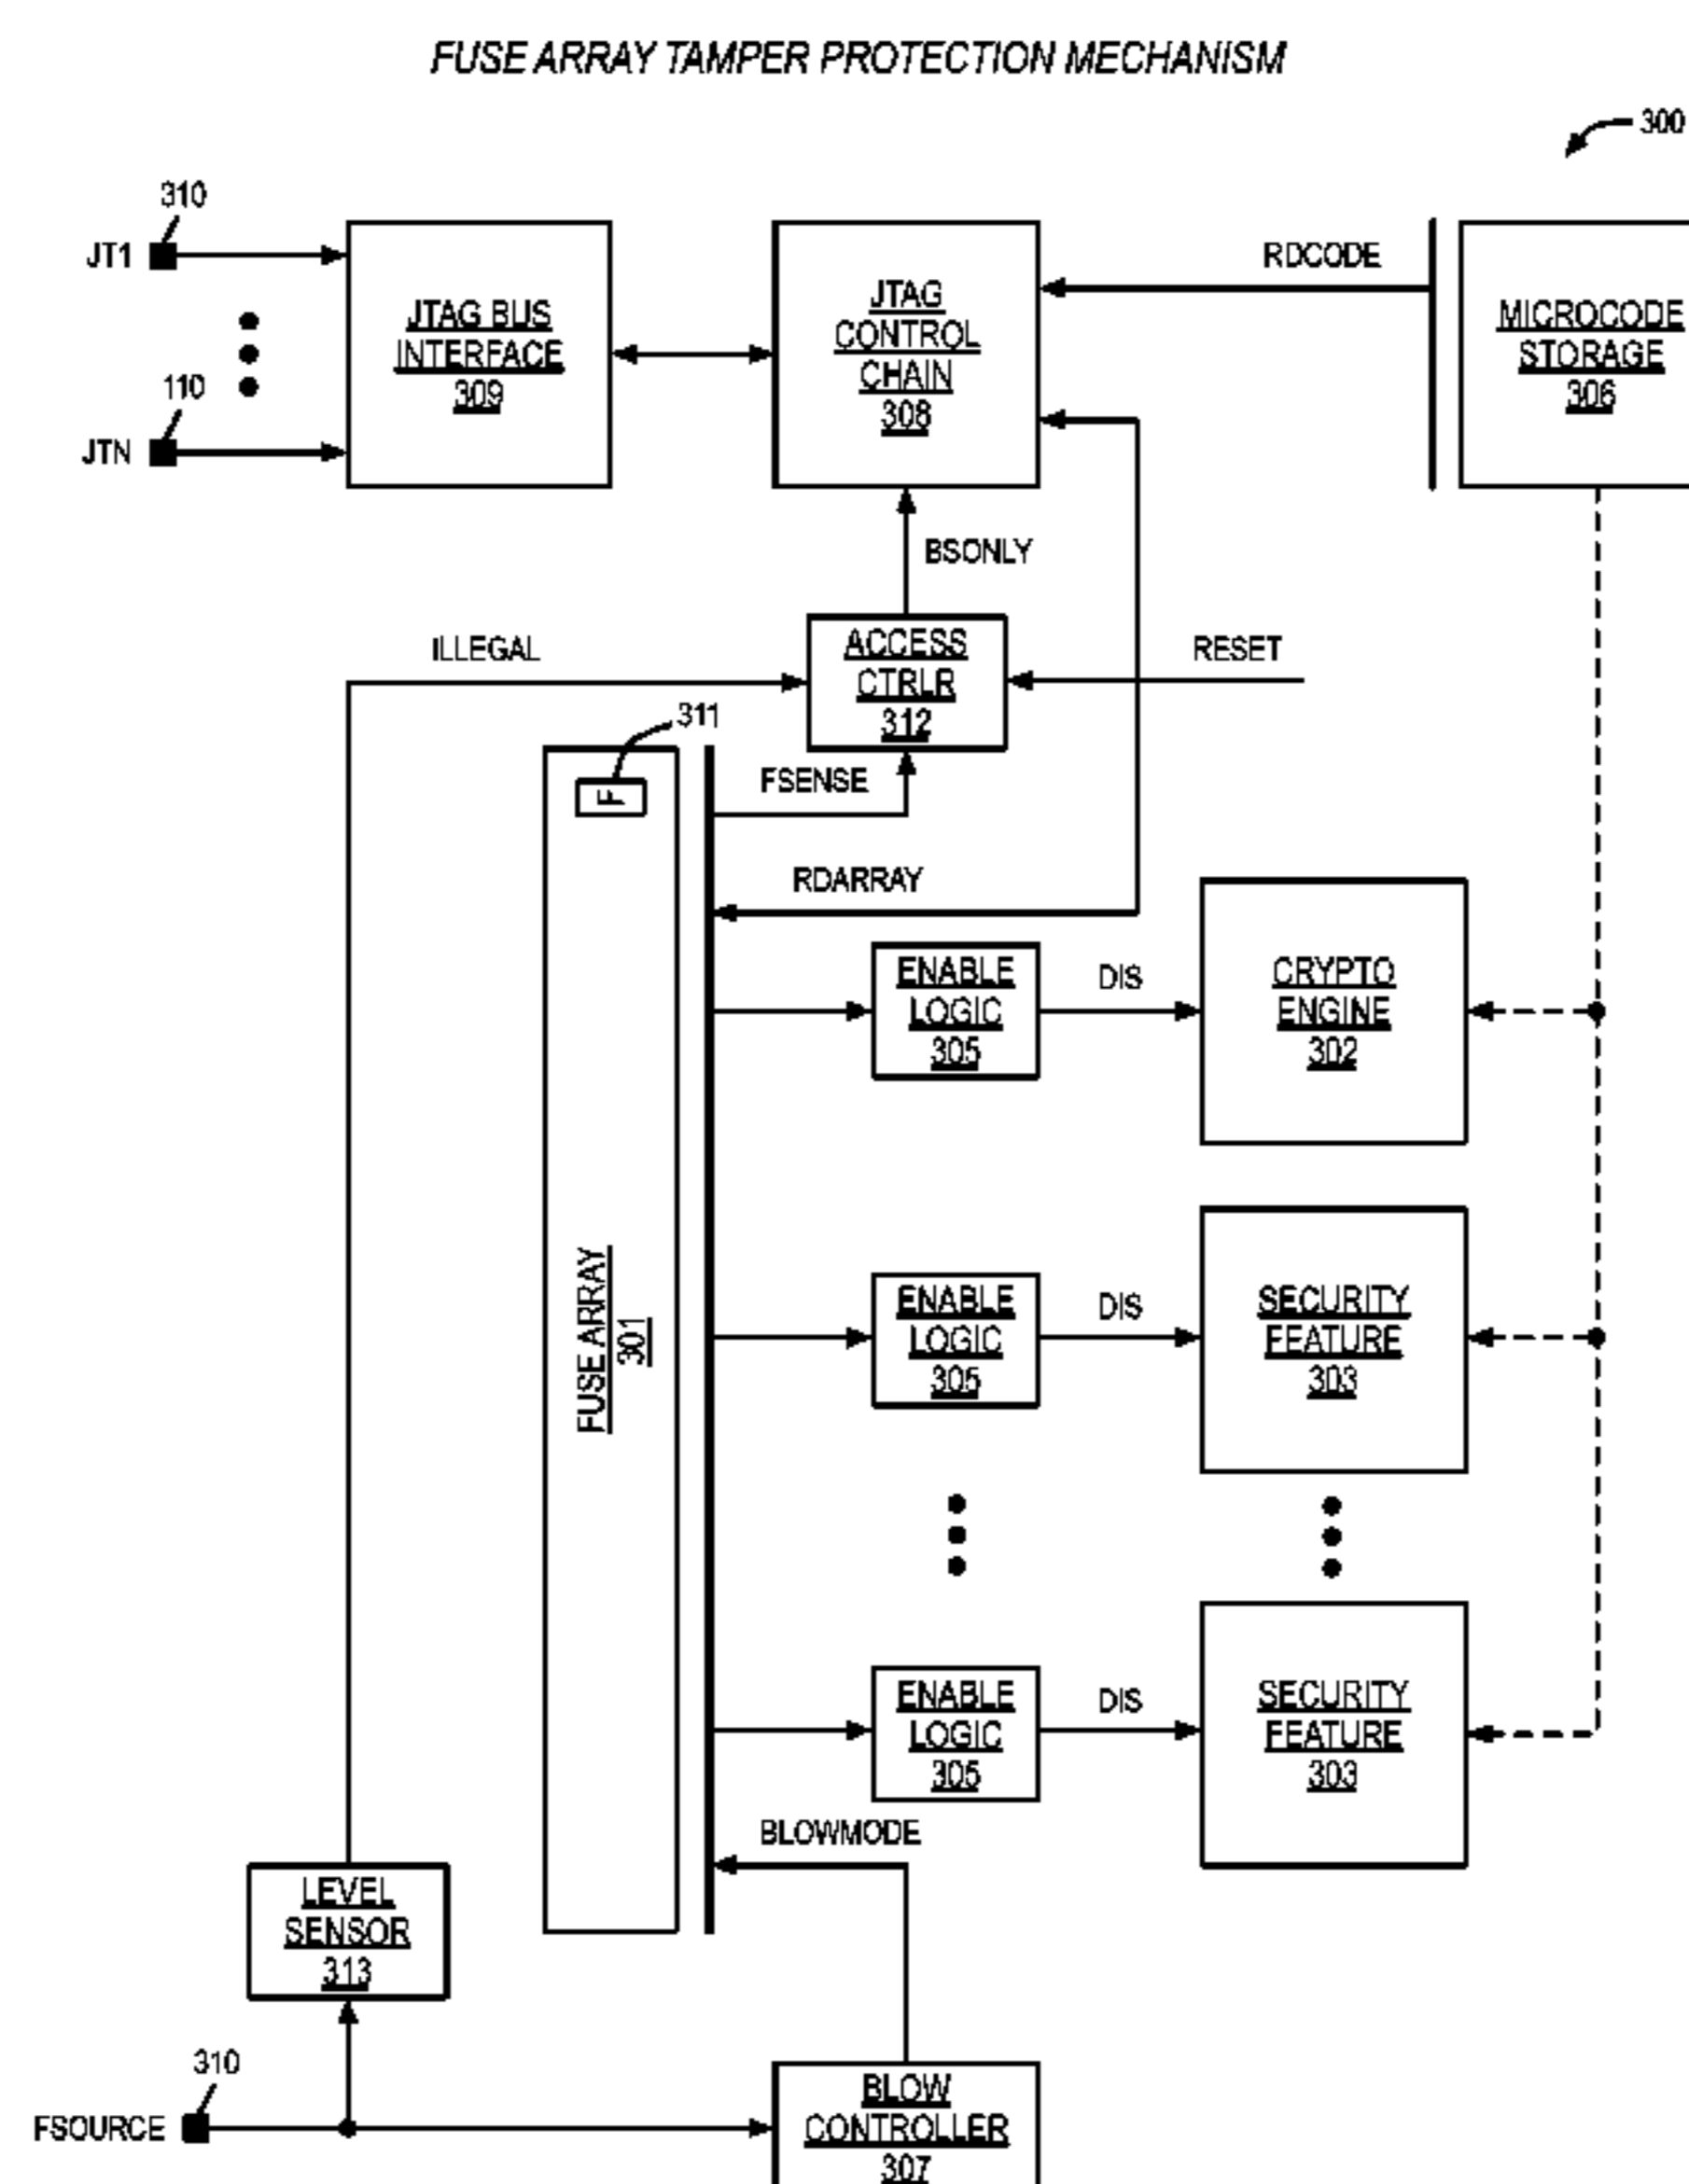 FUSE ARRAY TAMPER PROTECTION MECHANISM
300
310
JT1
JTAG BUS
INTERFACE
309
110
JTN
JTAG
CONTROL
CHAIN
308
RDCODE
MICROCODE
STORAGE
306
BSONLY
ILLEGAL
ACCESS
CTRLR
312
RESET
311
F
FSENSE
RDARRAY
FUSE ARRAY
301
ENABLE
LOGIC
305
DIS
CRYPTO
ENGINE
302
ENABLE
LOGIC
305
DIS
SECURITY
FEATURE
303
ENABLE
LOGIC
305
DIS
SECURITY
FEATURE
303
BLOWMODE
LEVEL
SENSOR
313
310
FSOURCE
BLOW
CONTROLLER
307